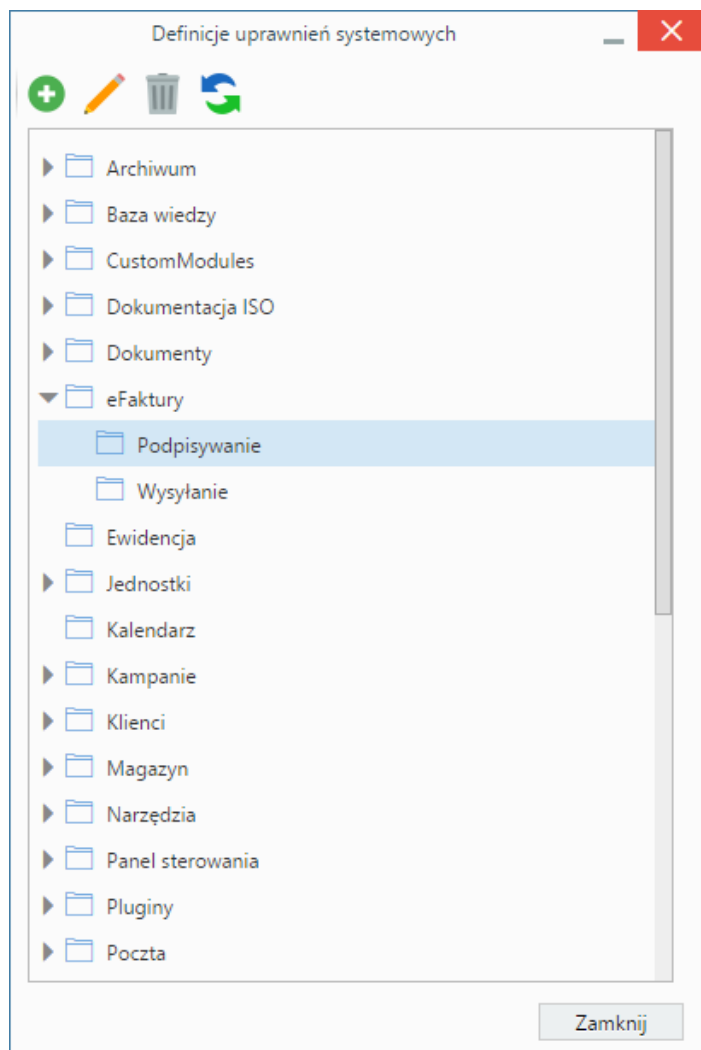 Definicje uprawnień systemowych
Archiwum
Baza wiedzy
CustomModules
Dokumentacja ISO
Dokumenty
eFaktury
Podpisywanie
Wysyłanie
Ewidencja
Jednostki
Kalendarz
Kampanie
Klienci
Magazyn
Narzędzia
Panel sterowania
Pluginy
Poczta
Zamknij